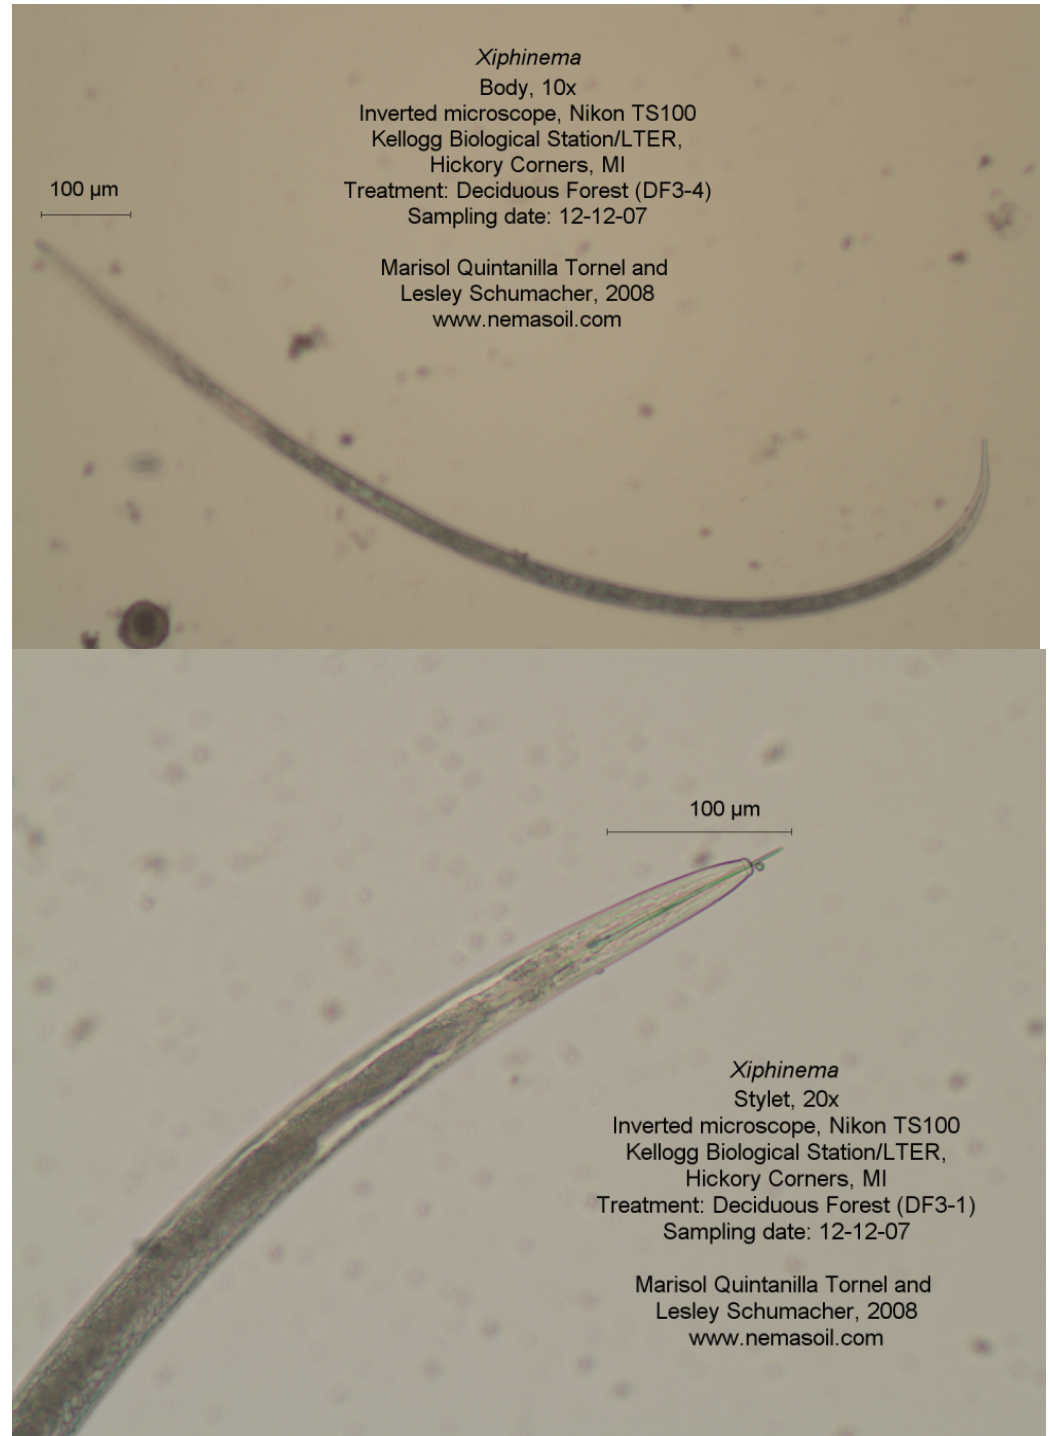 Xiphinema
Body, 10x
Inverted microscope, Nikon TS100
Kellogg Biological Station/LTER,
Hickory Corners, MI
100 µm
Treatment: Deciduous Forest (DF3-4)
Sampling date: 12-12-07
Marisol Quintanilla Tornel and
Lesley Schumacher, 2008
www.nemasoil.com
100 µm
Xiphinema
Stylet, 20x
Inverted microscope, Nikon TS100
Kellogg Biological Station/LTER,
Hickory Corners, MI
Treatment: Deciduous Forest (DF3-1)
Sampling date: 12-12-07
Marisol Quintanilla Tornel and
Lesley Schumacher, 2008
www.nemasoil.com